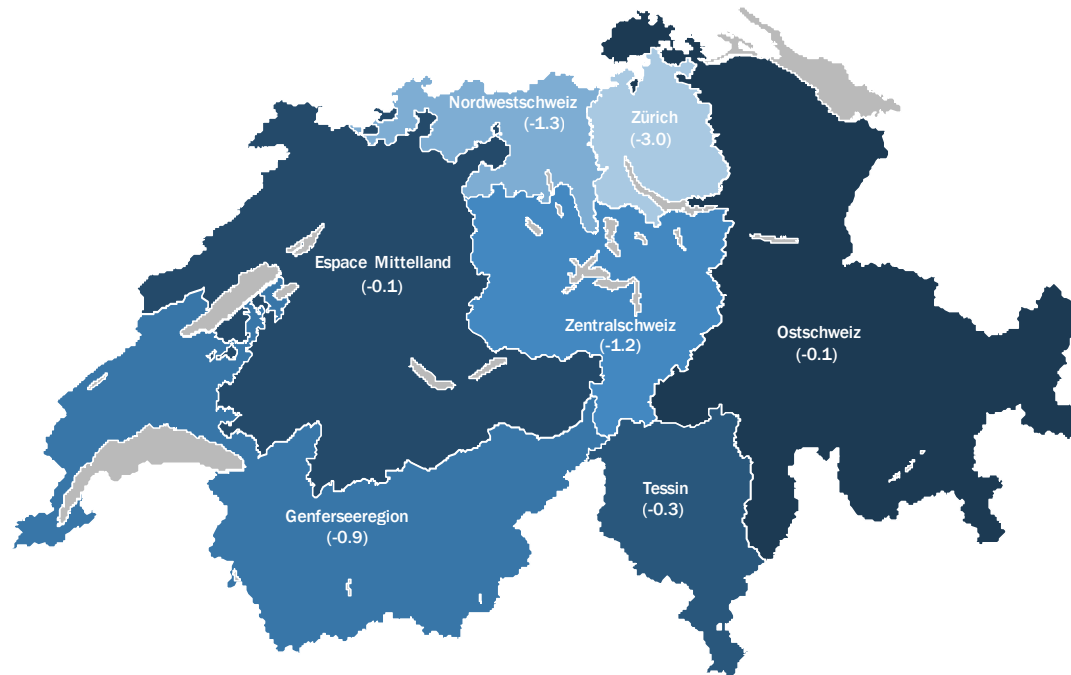 Nordwestschweiz
(-1.3)
Zürich
(-3.0)
Espace Mittelland
(-0.1)
Zentralschweiz
(-1.2)
Ostschweiz
(-0.1)
Tessin
(-0.3)
Genferseeregion
(-0.9)